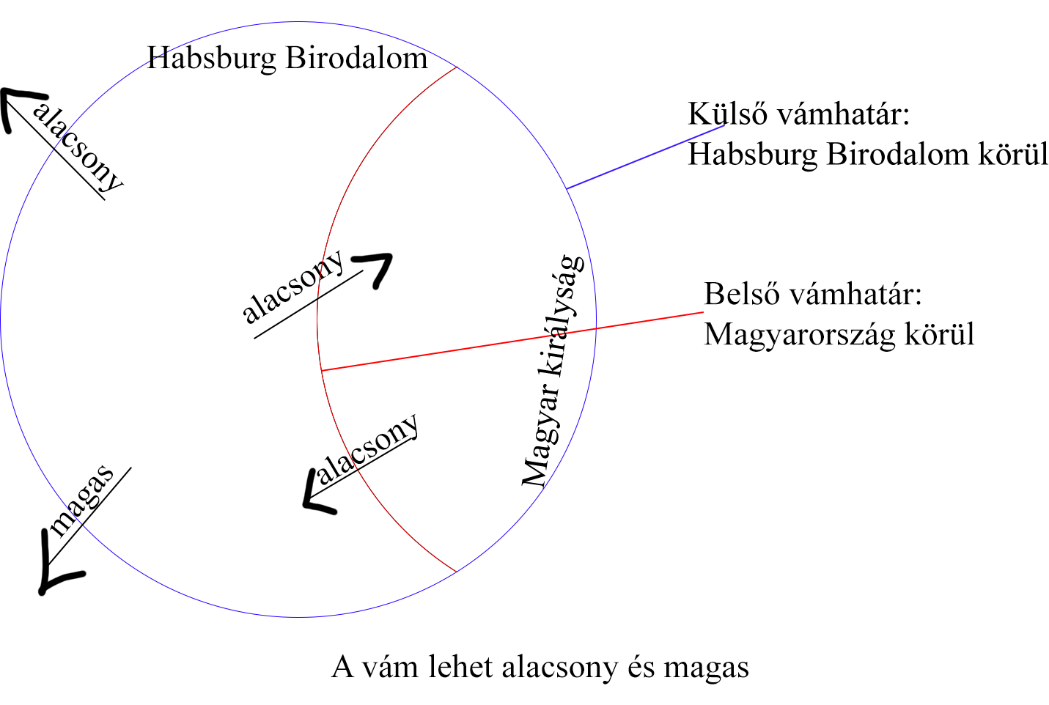 Habsburg Birodalom
alacsony
Külső vámhatár:
Habsburg Birodalom körül
alacsony
Magyar királyság
Belső vámhatár:
Magyarország körül
alacsony
magas
A vám lehet alacsony és magas